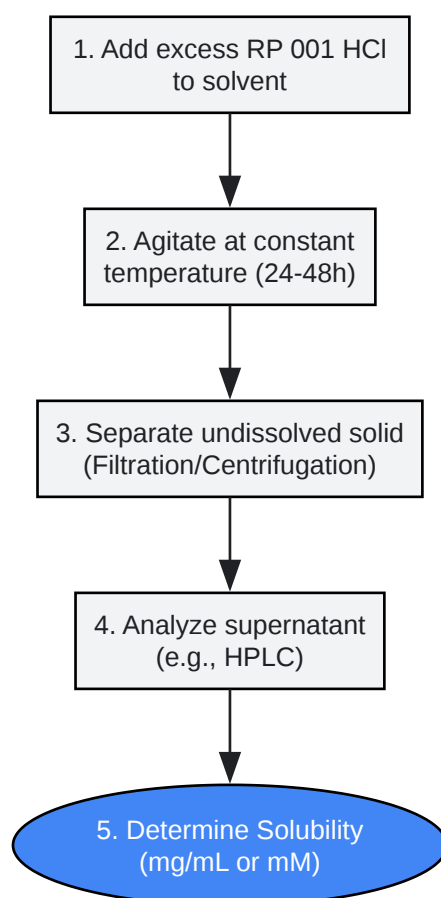 1. Add excess RP 001 HCl
to solvent
2. Agitate at constant
temperature (24-48h)
3. Separate undissolved solid
(Filtration/Centrifugation)
4. Analyze supernatant
(e.g., HPLC)
5. Determine Solubility
(mg/mL or mM)